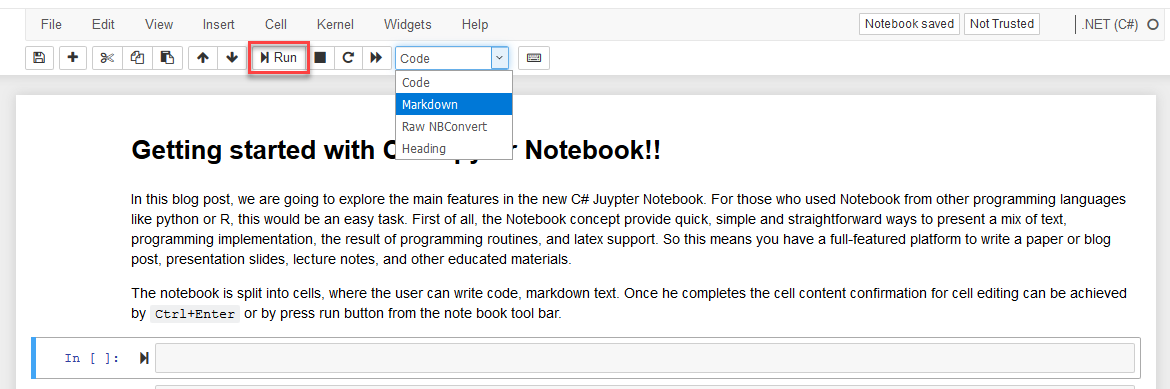 File Edit View Insert Cell Kernel Widgets Help Notebook saved Not Trusted .NET (C#)
Run Code
Code
Markdown
Raw NBConvert
Heading
Getting started with C Notebook!!
In this blog post, we are going to explore the main features in the new C# Juypter Notebook. For those who used Notebook from other programming languages
like python or R, this would be an easy task. First of all, the Notebook concept provide quick, simple and straightforward ways to present a mix of text,
programming implementation, the result of programming routines, and latex support. So this means you have a full-featured platform to write a paper or blog
post, presentation slides, lecture notes, and other educated materials.
The notebook is split into cells, where the user can write code, markdown text. Once he completes the cell content confirmation for cell editing can be achieved
by Ctrl+Enter or by press run button from the note book tool bar.
In [ ]: